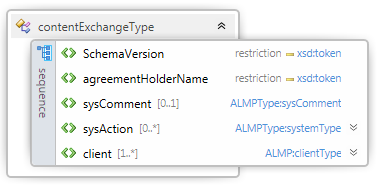 contentExchangeType
SchemaVersion restriction xsd:token
agreementHolderName restriction xsd:token
sysComment [0..1] ALMPType:sysComment
sysAction [0..*] ALMPType:systemType
client [1..*] ALMP:clientType
sequence